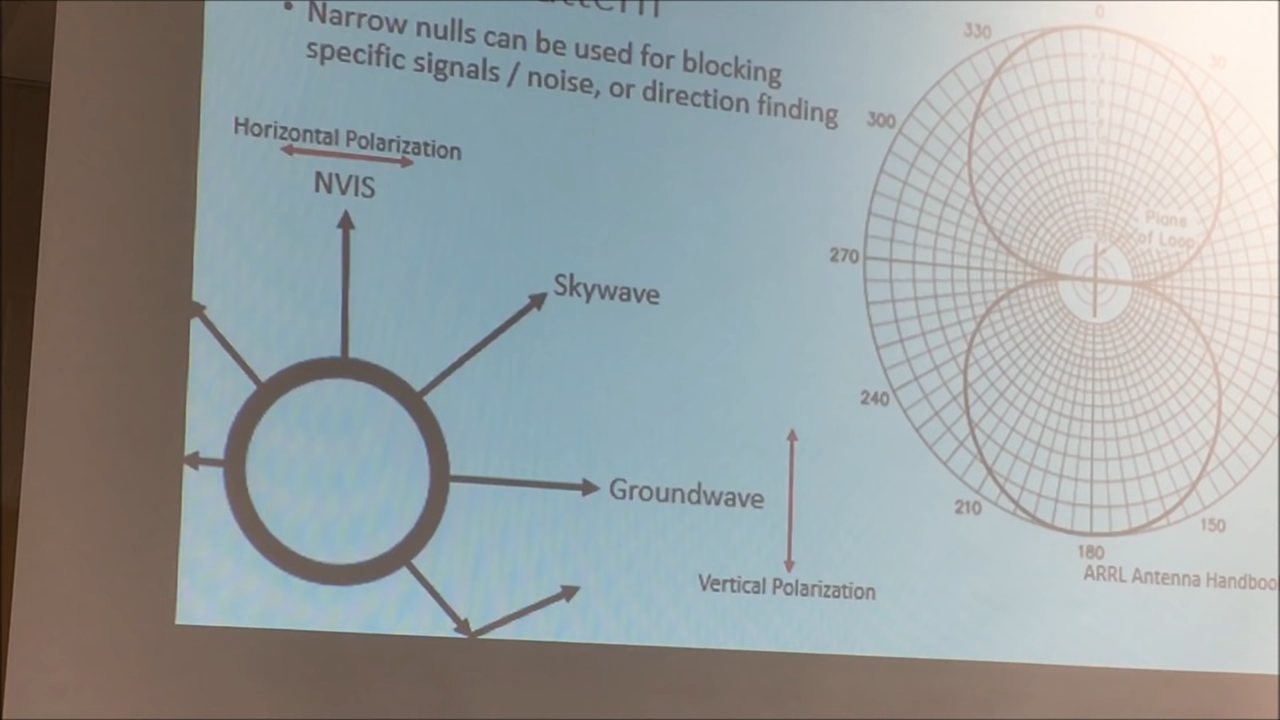 • Narrow nulls can be used for blocking
specific signals / noise, or direction finding
Horizontal Polarization
NVIS
Skywave
Groundwave
Vertical Polarization
0
330
30
300
Plane
of Loop
270
240
210
150
180
ARRL Antenna